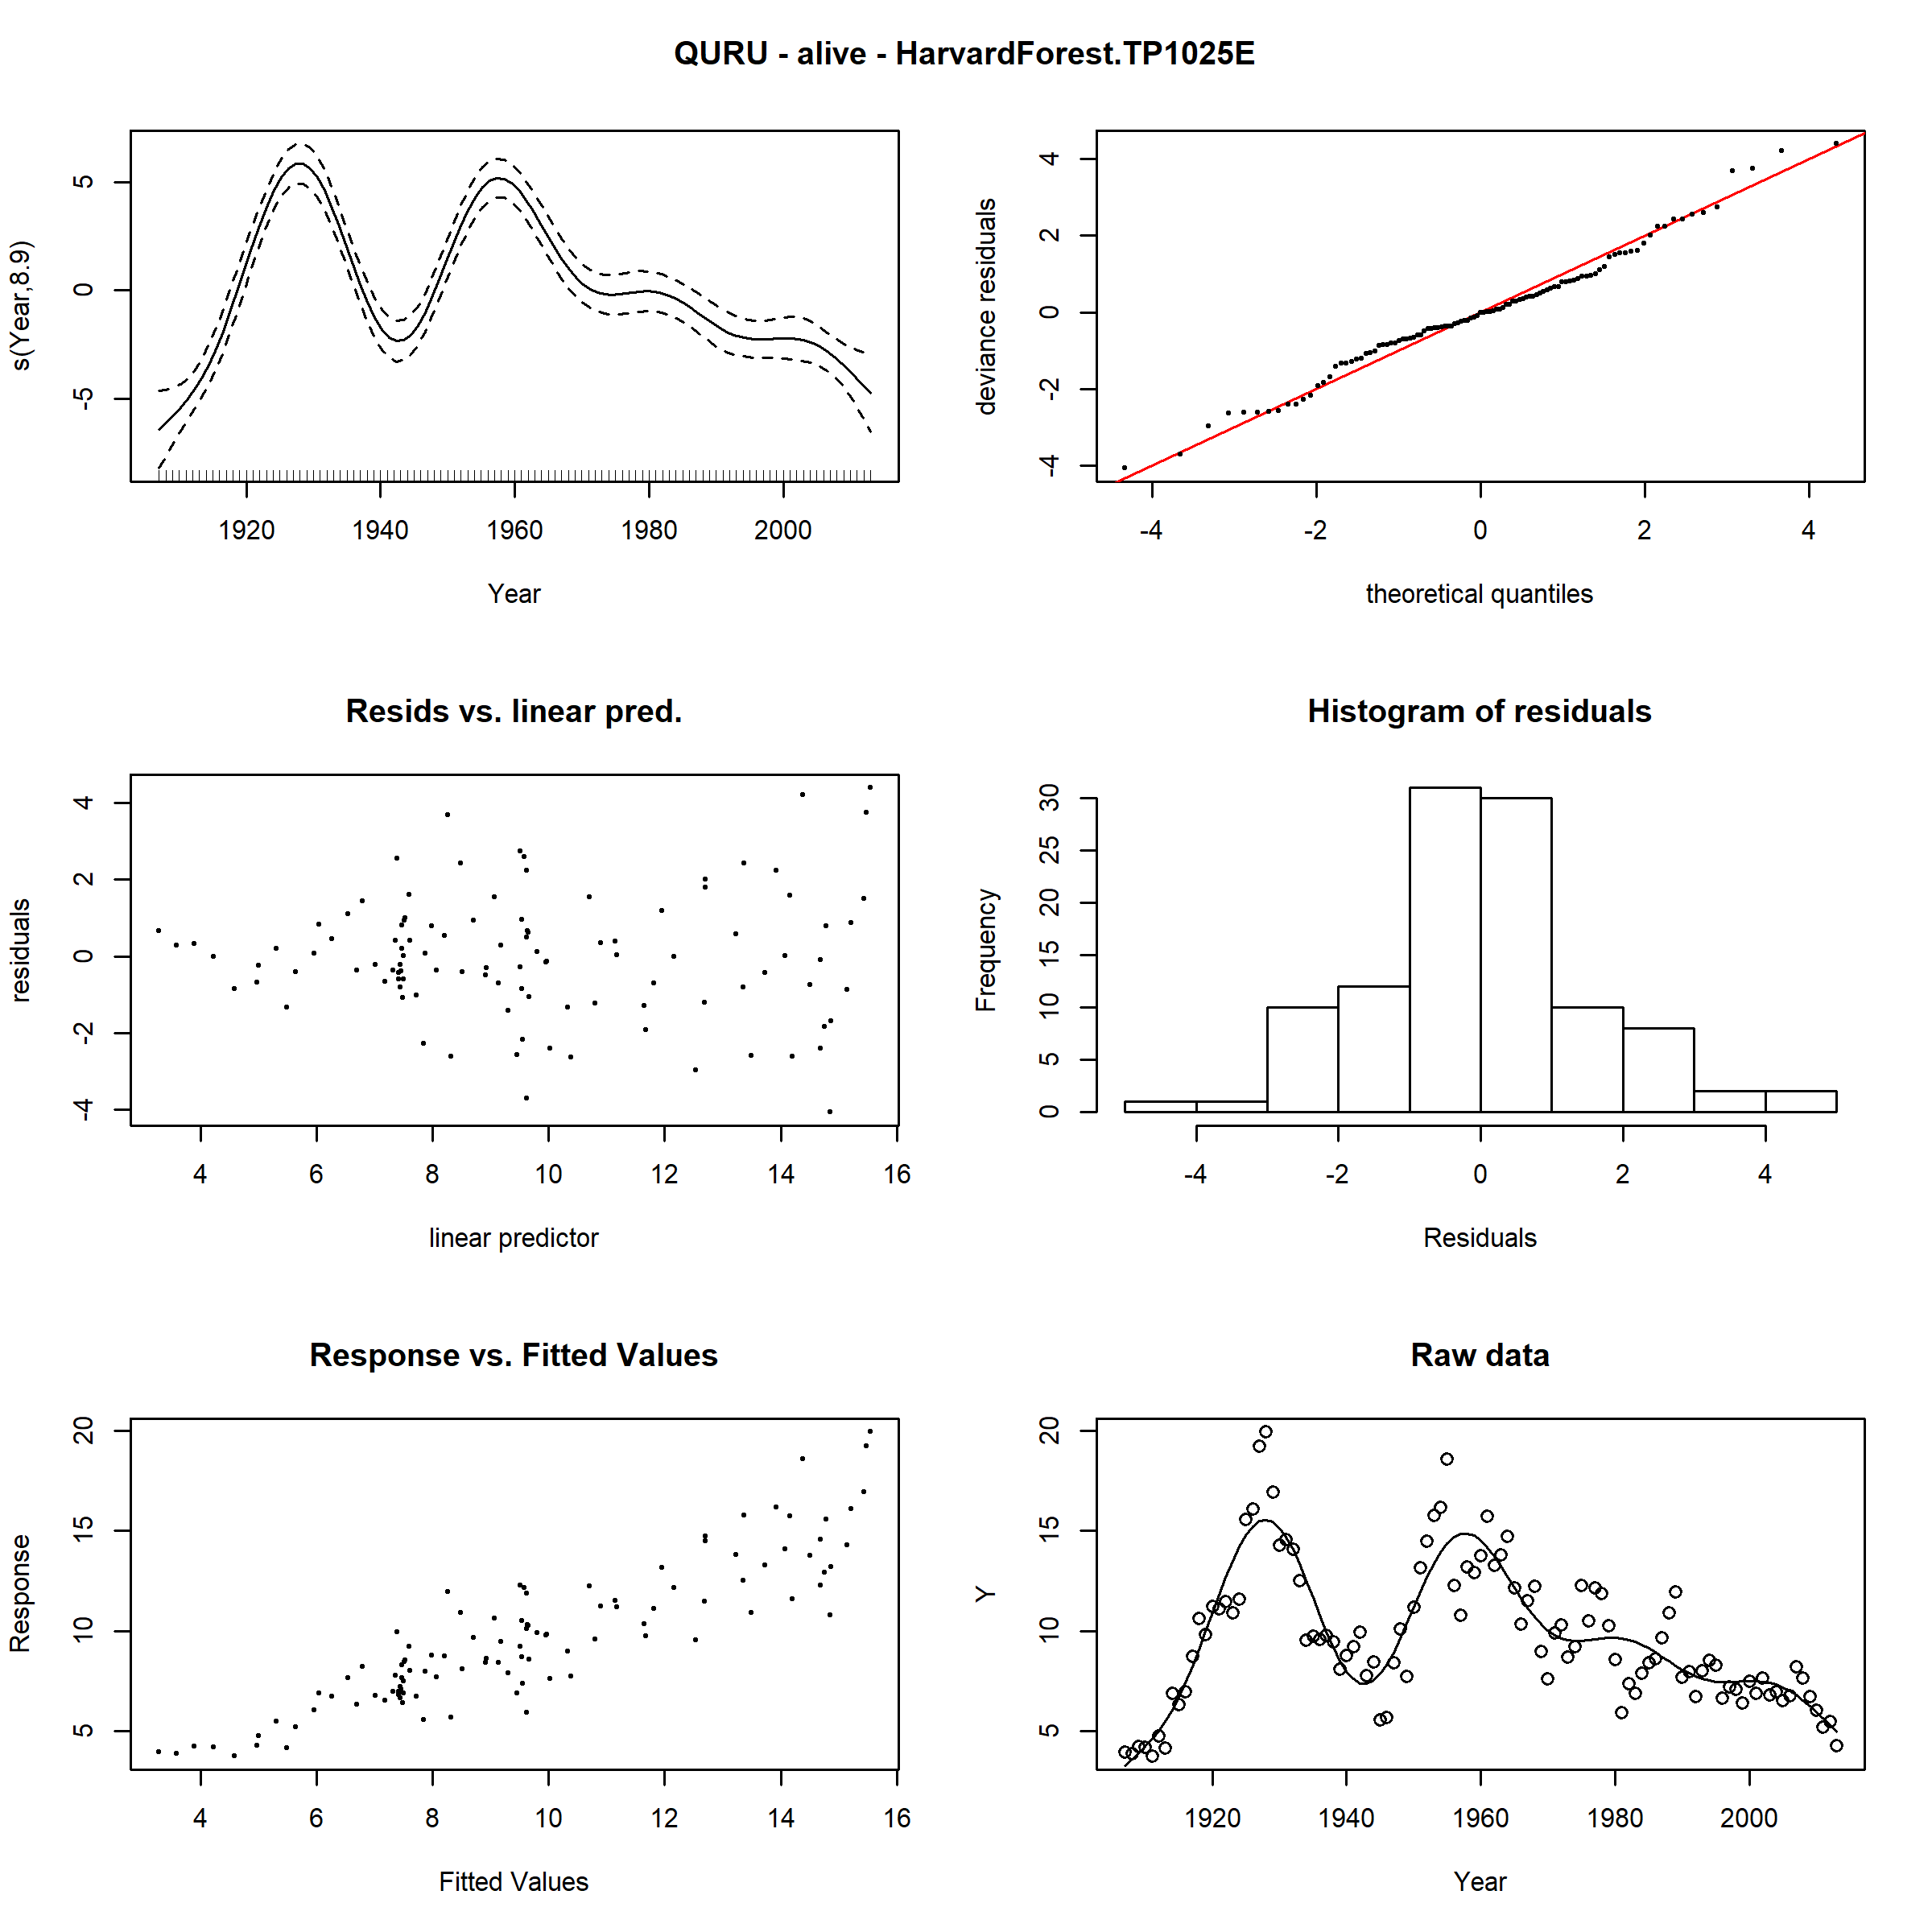 QURU - alive - HarvardForest.TP1025E
s(Year,8.9)
5
0
-5
1920 1940 1960 1980 2000
Year
deviance residuals
4
2
0
-2
-4
-4 -2 0 2 4
theoretical quantiles
Resids vs. linear pred.
residuals
4
2
0
-2
-4
4 6 8 10 12 14 16
linear predictor
Histogram of residuals
Frequency
30
25
20
15
10
5
0
-4 -2 0 2 4
Residuals
Response vs. Fitted Values
Response
20
15
10
5
4 6 8 10 12 14 16
Fitted Values
Raw data
Y
20
15
10
5
1920 1940 1960 1980 2000
Year